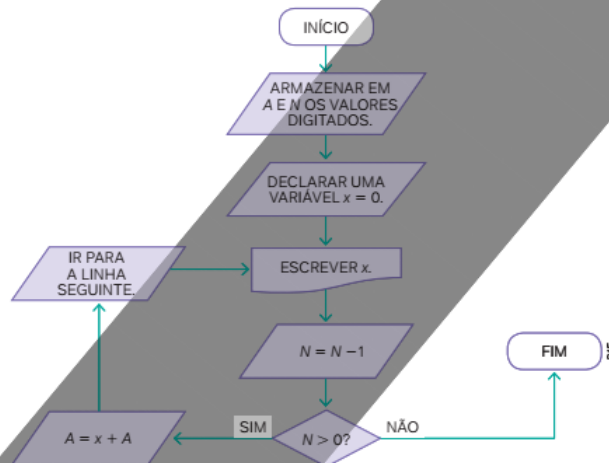 INÍCIO
ARMAZENAR EM
A E N OS VALORES
DIGITADOS.
DECLARAR UMA
VARIÁVEL x = 0.
IR PARA
A LINHA
SEGUINTE.
ESCREVER x.
N = N – 1
FIM
SIM
N > 0?
NÃO
A = x + A